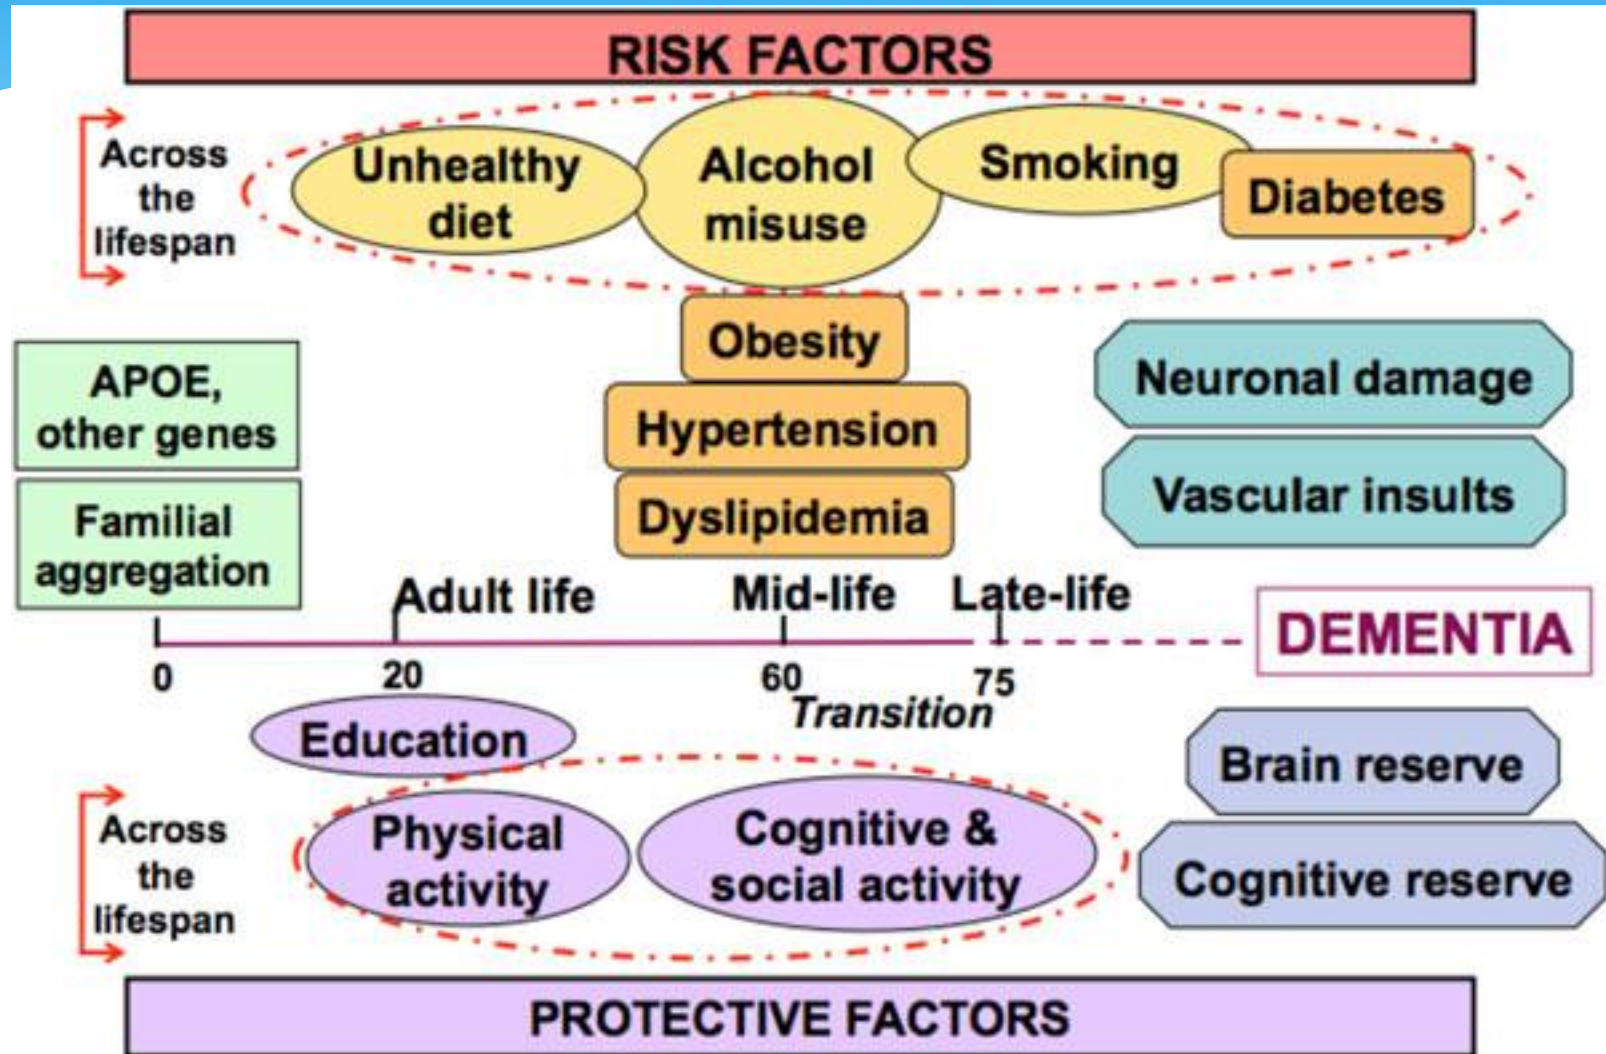 RISK FACTORS
Across
the
lifespan
Unhealthy
diet
Alcohol
misuse
Smoking
Diabetes
Obesity
Hypertension
Dyslipidemia
APOE,
other genes
Familial
aggregation
Neuronal damage
Vascular insults
Adult life
Mid-life
Late-life
DEMENTIA
0
20
60
75
Transition
Education
Across
the
lifespan
Physical
activity
Cognitive &
social activity
Brain reserve
Cognitive reserve
PROTECTIVE FACTORS